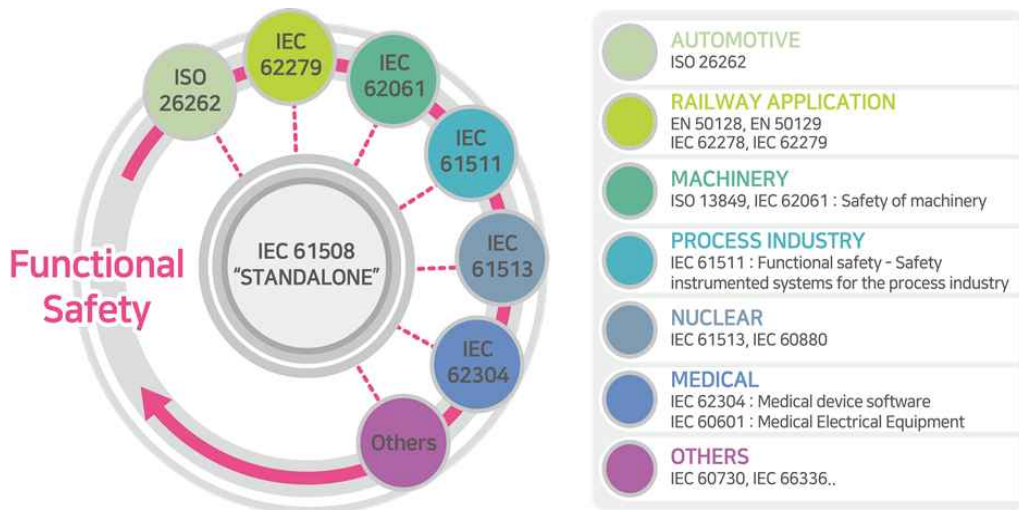 ISO
26262
IEC
62279
IEC
62061
IEC
61511
IEC
61513
IEC
62304
Others
IEC 61508
“STANDALONE”
Functional
Safety
AUTOMOTIVE
ISO 26262
RAILWAY APPLICATION
EN 50128, EN 50129
IEC 62278, IEC 62279
MACHINERY
ISO 13849, IEC 62061 : Safety of machinery
PROCESS INDUSTRY
IEC 61511 : Functional safety - Safety
instrumented systems for the process industry
NUCLEAR
IEC 61513, IEC 60880
MEDICAL
IEC 62304 : Medical device software
IEC 60601 : Medical Electrical Equipment
OTHERS
IEC 60730, IEC 66336..